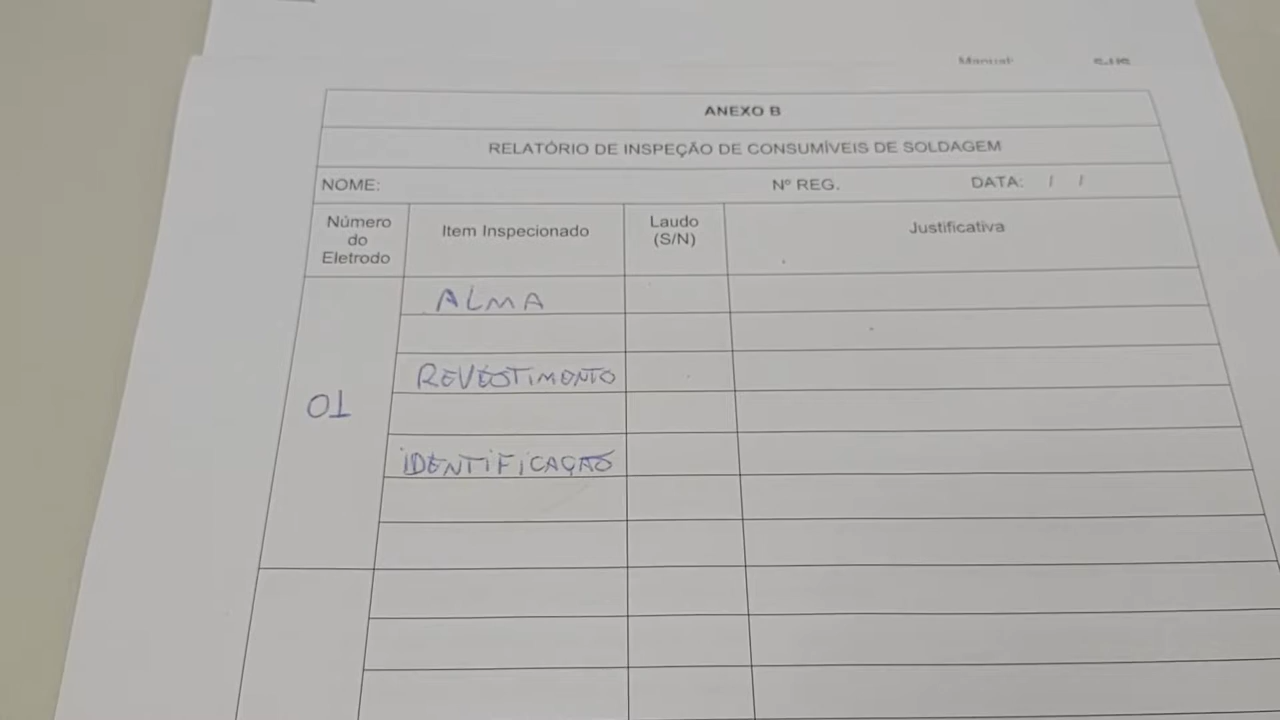 ANEXO B
RELATÓRIO DE INSPEÇÃO DE CONSUMÍVEIS DE SOLDAGEM
NOME: Nº REG. DATA: / /
Número do Eletrodo Item Inspecionado Laudo (S/N) Justificativa
ALMA
REVESTIMENTO
01
IDENTIFICAÇÃO